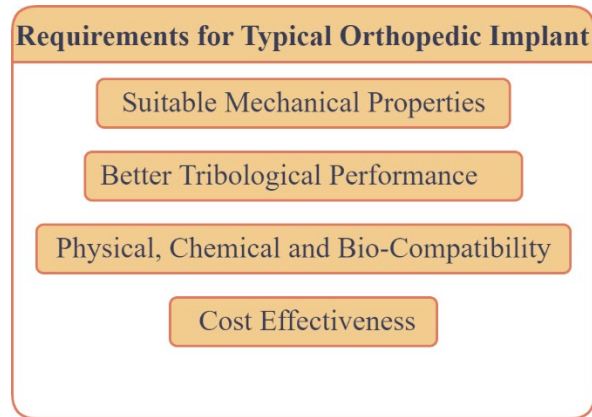 Requirements for Typical Orthopedic Implant
Suitable Mechanical Properties
Better Tribological Performance
Physical, Chemical and Bio-Compatibility
Cost Effectiveness